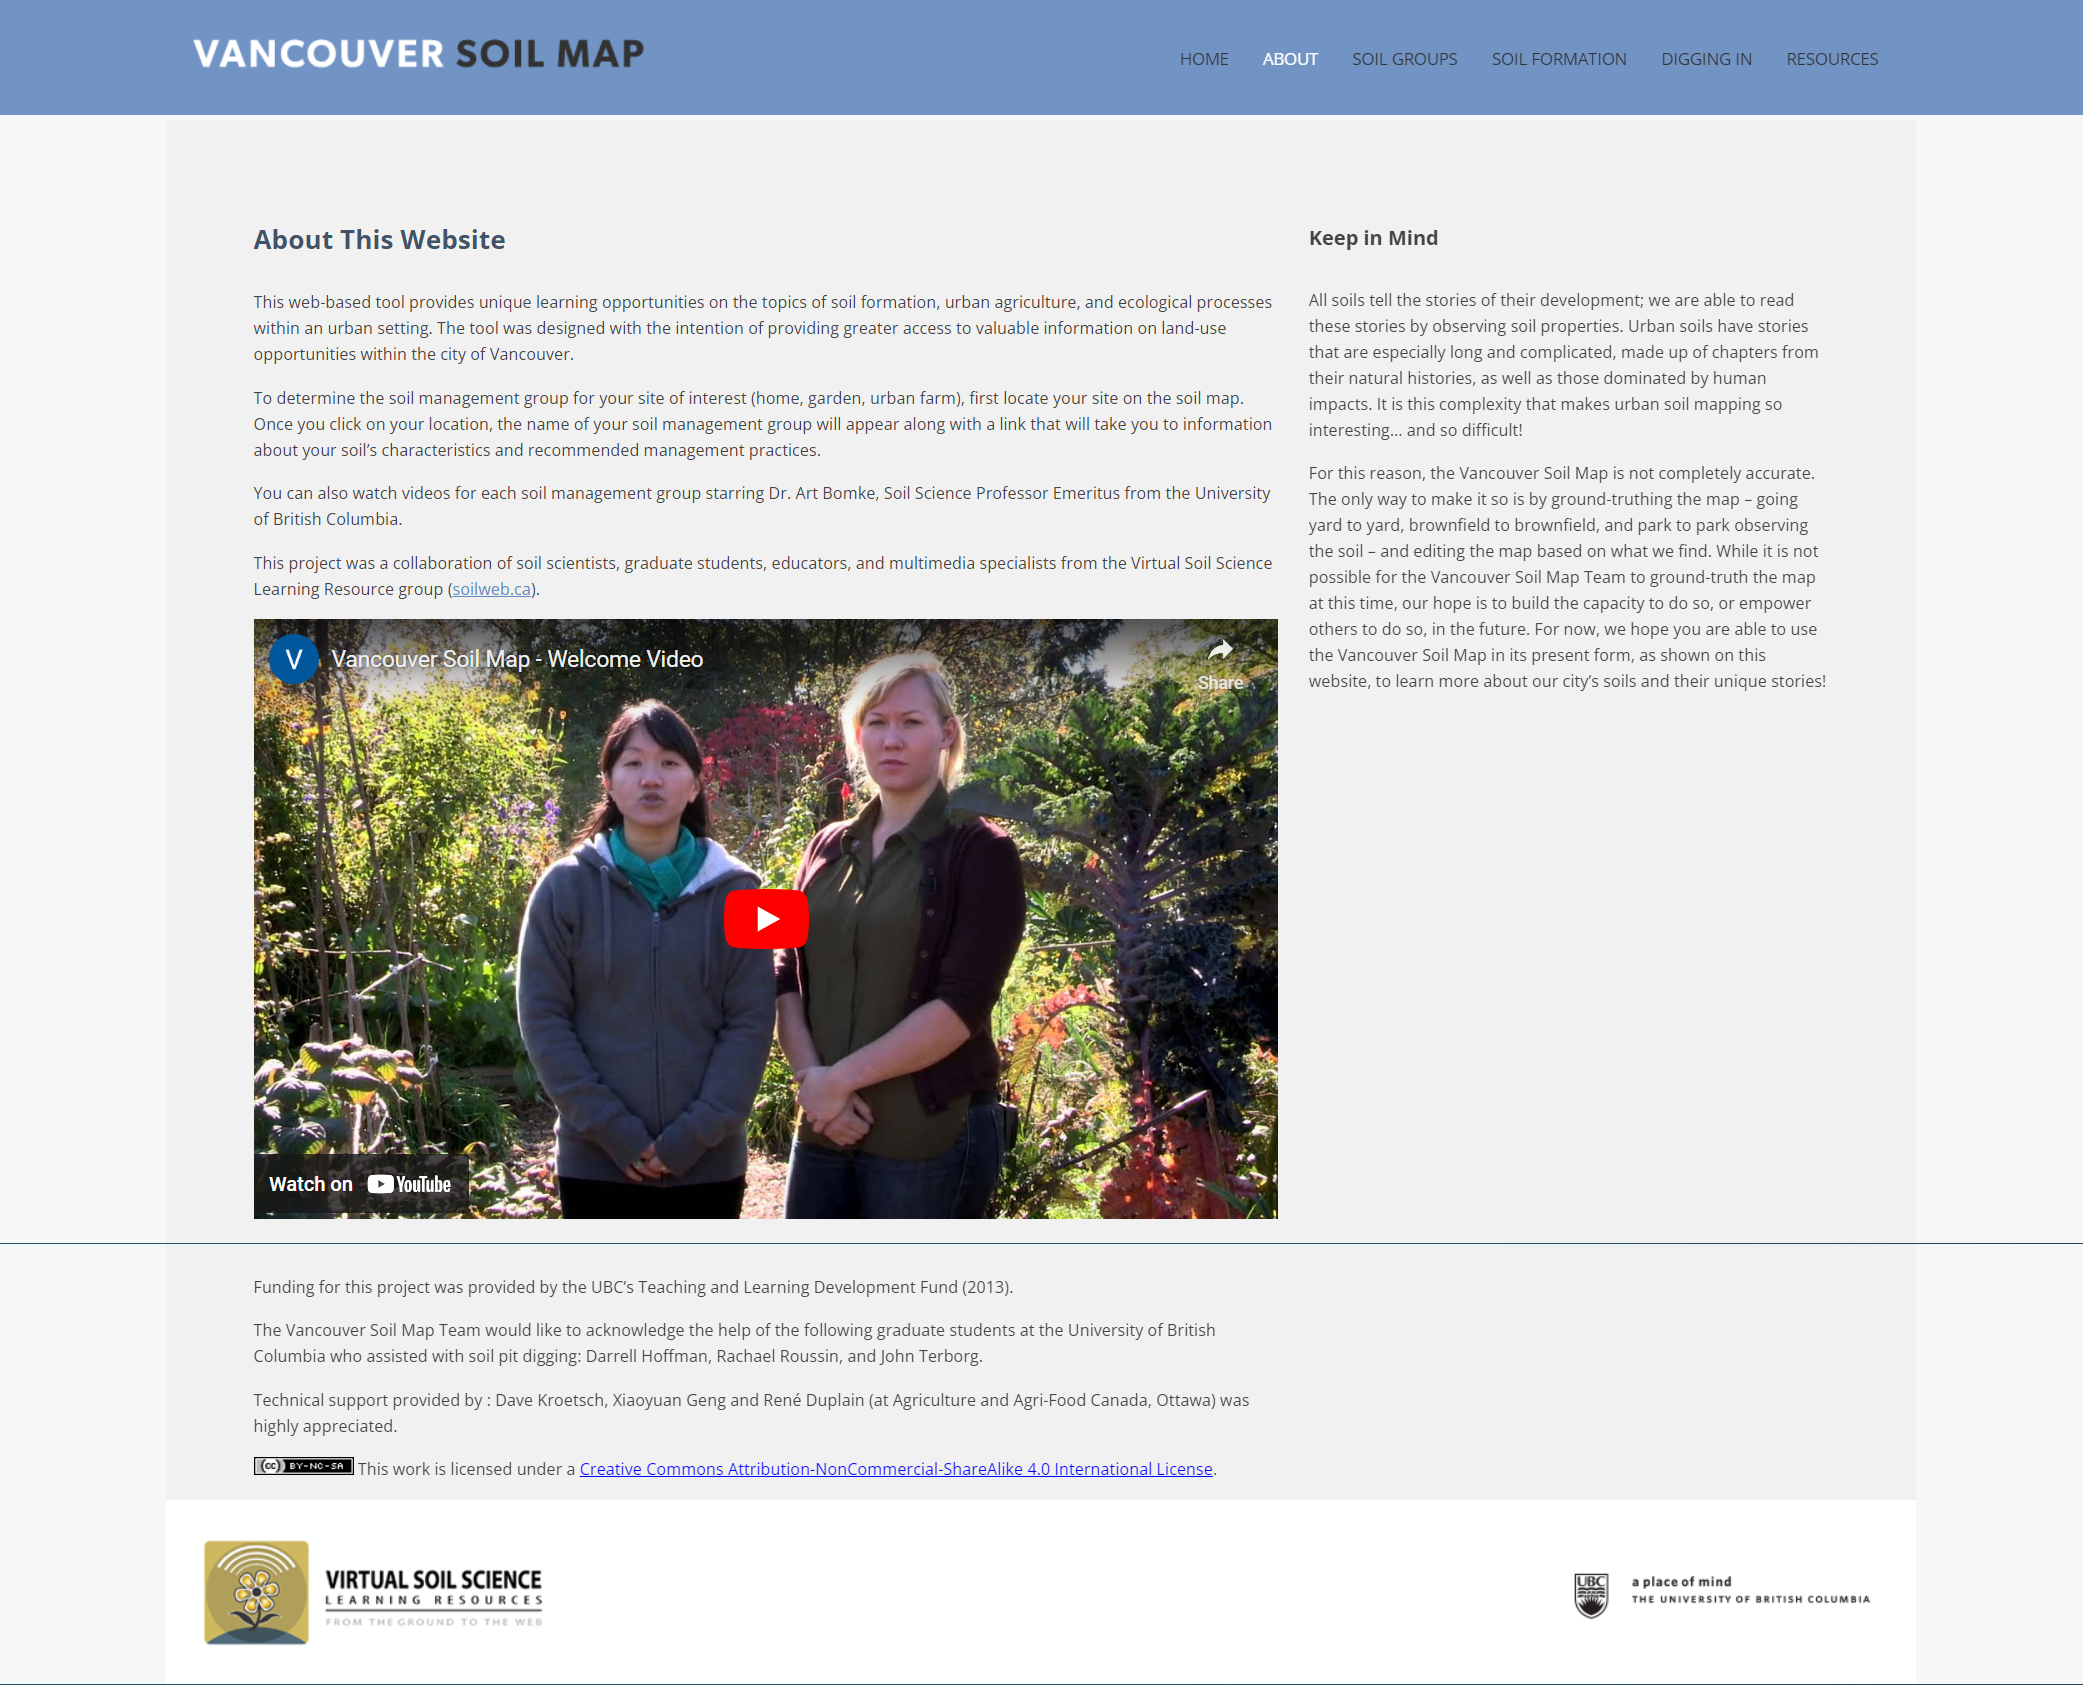 VANCOUVER SOIL MAP
HOME ABOUT SOIL GROUPS SOIL FORMATION DIGGING IN RESOURCES
About This Website
This web-based tool provides unique learning opportunities on the topics of soil formation, urban agriculture, and ecological processes
within an urban setting. The tool was designed with the intention of providing greater access to valuable information on land-use
opportunities within the city of Vancouver.
To determine the soil management group for your site of interest (home, garden, urban farm), first locate your site on the soil map.
Once you click on your location, the name of your soil management group will appear along with a link that will take you to information
about your soil’s characteristics and recommended management practices.
You can also watch videos for each soil management group starring Dr. Art Bomke, Soil Science Professor Emeritus from the University
of British Columbia.
This project was a collaboration of soil scientists, graduate students, educators, and multimedia specialists from the Virtual Soil Science
Learning Resource group (soilweb.ca).
V Vancouver Soil Map - Welcome Video
Share
Watch on YouTube
Keep in Mind
All soils tell the stories of their development; we are able to read
these stories by observing soil properties. Urban soils have stories
that are especially long and complicated, made up of chapters from
their natural histories, as well as those dominated by human
impacts. It is this complexity that makes urban soil mapping so
interesting... and so difficult!
For this reason, the Vancouver Soil Map is not completely accurate.
The only way to make it so is by ground-truthing the map – going
yard to yard, brownfield to brownfield, and park to park observing
the soil – and editing the map based on what we find. While it is not
possible for the Vancouver Soil Map Team to ground-truth the map
at this time, our hope is to build the capacity to do so, or empower
others to do so, in the future. For now, we hope you are able to use
the Vancouver Soil Map in its present form, as shown on this
website, to learn more about our city’s soils and their unique stories!
Funding for this project was provided by the UBC’s Teaching and Learning Development Fund (2013).
The Vancouver Soil Map Team would like to acknowledge the help of the following graduate students at the University of British
Columbia who assisted with soil pit digging: Darrell Hoffman, Rachael Roussin, and John Terborg.
Technical support provided by : Dave Kroetsch, Xiaoyuan Geng and René Duplain (at Agriculture and Agri-Food Canada, Ottawa) was
highly appreciated.
(cc) BY-NC-SA This work is licensed under a Creative Commons Attribution-NonCommercial-ShareAlike 4.0 International License.
VIRTUAL SOIL SCIENCE
LEARNING RESOURCES
FROM THE GROUND TO THE WEB
UBC
a place of mind
THE UNIVERSITY OF BRITISH COLUMBIA